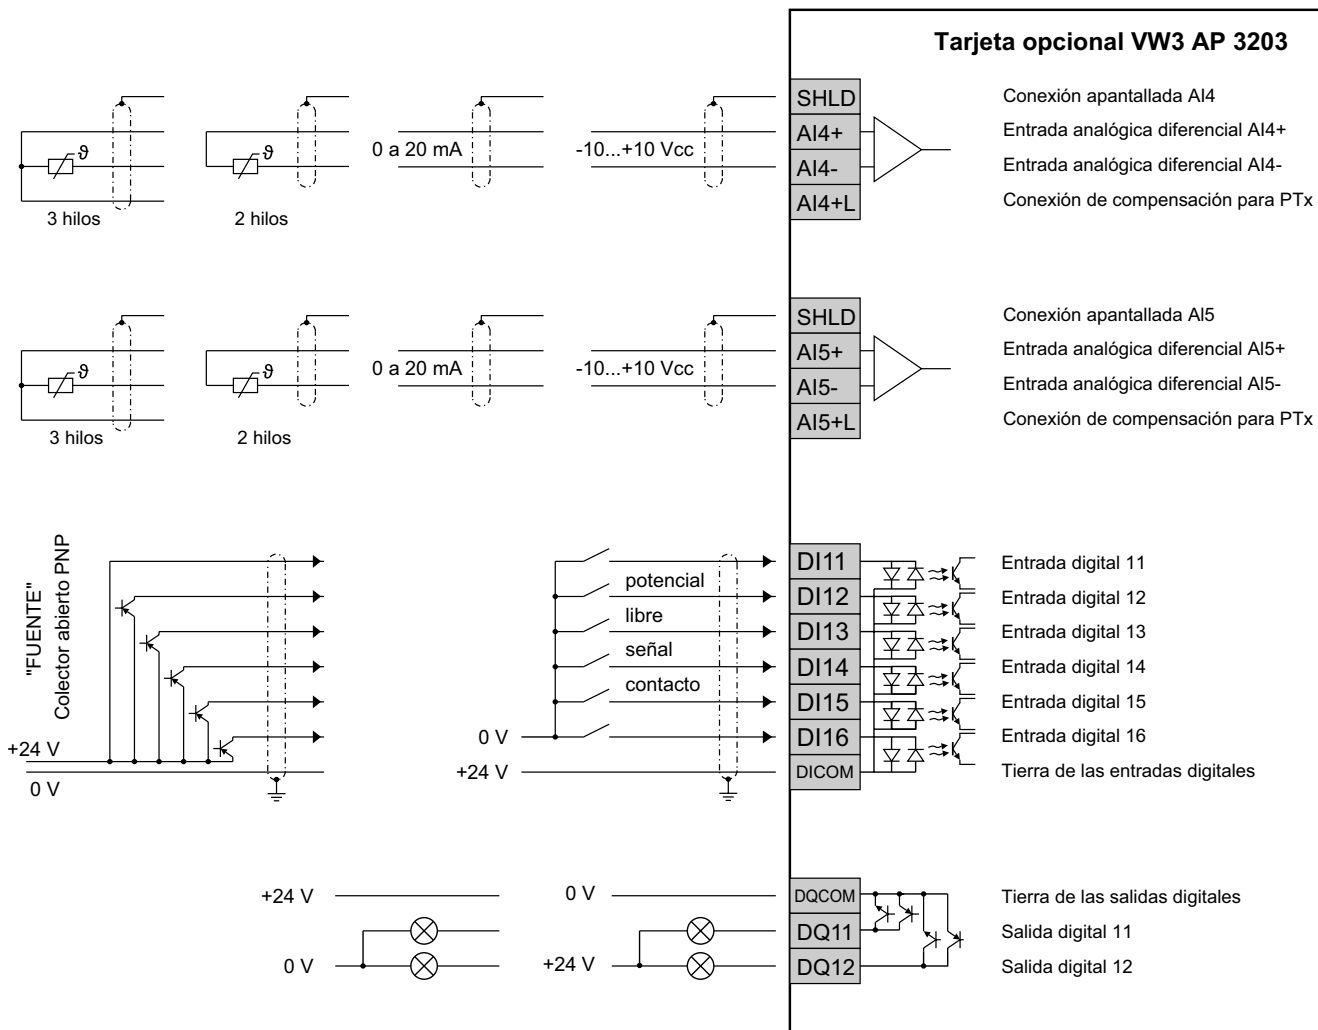 Tarjeta opcional VW3 AP 3203
SHLD
Conexión apantallada AI4
AI4+
Entrada analógica diferencial AI4+
ϑ
ϑ
0 a 20 mA
-10...+10 Vcc
AI4-
Entrada analógica diferencial AI4-
AI4+L
Conexión de compensación para PTx
3 hilos
2 hilos
SHLD
Conexión apantallada AI5
AI5+
Entrada analógica diferencial AI5+
ϑ
ϑ
0 a 20 mA
-10...+10 Vcc
AI5-
Entrada analógica diferencial AI5-
AI5+L
Conexión de compensación para PTx
3 hilos
2 hilos
"FUENTE"
Colector abierto PNP
+24 V
0 V
potencial
libre
señal
contacto
0 V
+24 V
DI11
Entrada digital 11
DI12
Entrada digital 12
DI13
Entrada digital 13
DI14
Entrada digital 14
DI15
Entrada digital 15
DI16
Entrada digital 16
DICOM
Tierra de las entradas digitales
+24 V
0 V
DQCOM
Tierra de las salidas digitales
DQ11
Salida digital 11
0 V
+24 V
DQ12
Salida digital 12